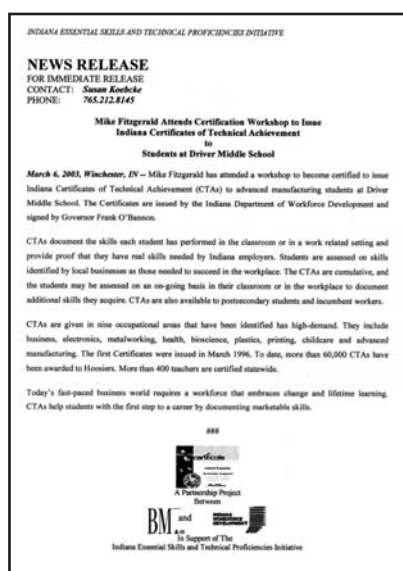 INDIANA ESSENTIAL SKILLS AND TECHNICAL PROFICIENCIES INITIATIVE
NEWS RELEASE
FOR IMMEDIATE RELEASE
CONTACT: Susan Koebcke
PHONE: 765.212.8145
Mike Fitzgerald Attends Certification Workshop to Issue
Indiana Certificates of Technical Achievement
to
Students at Driver Middle School
March 6, 2003, Winchester, IN -- Mike Fitzgerald has attended a workshop to become certified to issue
Indiana Certificates of Technical Achievement (CTAs) to advanced manufacturing students at Driver
Middle School. The Certificates are issued by the Indiana Department of Workforce Development and
signed by Governor Frank O'Bannon.
CTAs document the skills each student has performed in the classroom or in a work related setting and
provide proof that they have real skills needed by Indiana employers. Students are assessed on skills
identified by local businesses as those needed to succeed in the workplace. The CTAs are cumulative, and
the students may be assessed on an on-going basis in their classroom or in the workplace to document
additional skills they acquire. CTAs are also available to postsecondary students and incumbent workers.
CTAs are given in nine occupational areas that have been identified has high-demand. They include
business, electronics, metalworking, health, bioscience, plastics, printing, childcare and advanced
manufacturing. The first Certificates were issued in March 1996. To date, more than 60,000 CTAs have
been awarded to Hoosiers. More than 400 teachers are certified statewide.
Today's fast-paced business world requires a workforce that embraces change and lifetime learning.
CTAs help students with the first step to a career by documenting marketable skills.
###
certificate
A Partnership Project
Between
BM and INDIANA WORKFORCE DEVELOPMENT
In Support of The
Indiana Essential Skills and Technical Proficiencies Initiative